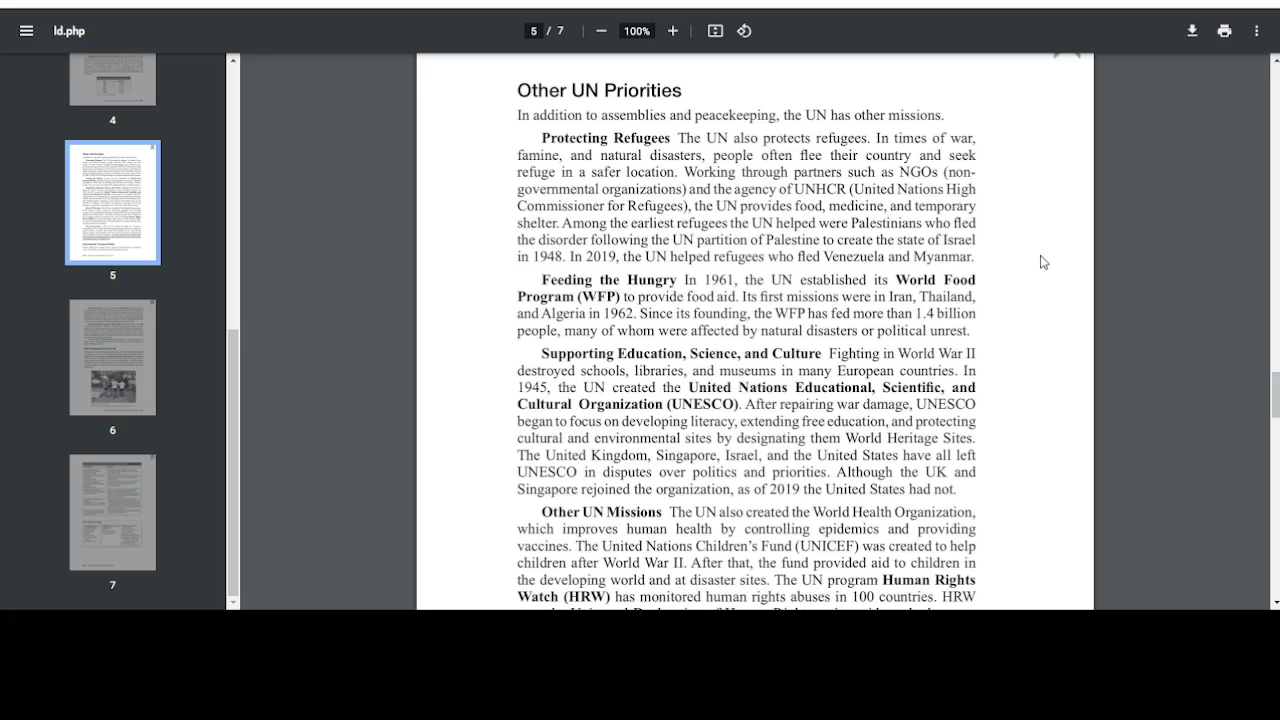 ld.php
5 / 7
100%
4
5
6
7
Other UN Priorities
In addition to assemblies and peacekeeping, the UN has other missions.
Protecting Refugees The UN also protects refugees. In times of war,
famine, and natural disasters, people often flee their country and seek
refuge in a safer location. Working through partners such as NGOs (non-
governmental organizations) and the agency of UNHCR (United Nations High
Commissioner for Refugees), the UN provides food, medicine, and temporary
shelter. Among the earliest refugees the UN helped were Palestinians who fled
the disorder following the UN partition of Palestine to create the state of Israel
in 1948. In 2019, the UN helped refugees who fled Venezuela and Myanmar.
Feeding the Hungry In 1961, the UN established its World Food
Program (WFP) to provide food aid. Its first missions were in Iran, Thailand,
and Algeria in 1962. Since its founding, the WFP has fed more than 1.4 billion
people, many of whom were affected by natural disasters or political unrest.
Supporting Education, Science, and Culture Fighting in World War II
destroyed schools, libraries, and museums in many European countries. In
1945, the UN created the United Nations Educational, Scientific, and
Cultural Organization (UNESCO). After repairing war damage, UNESCO
began to focus on developing literacy, extending free education, and protecting
cultural and environmental sites by designating them World Heritage Sites.
The United Kingdom, Singapore, Israel, and the United States have all left
UNESCO in disputes over politics and priorities. Although the UK and
Singapore rejoined the organization, as of 2019 the United States had not.
Other UN Missions The UN also created the World Health Organization,
which improves human health by controlling epidemics and providing
vaccines. The United Nations Children's Fund (UNICEF) was created to help
children after World War II. After that, the fund provided aid to children in
the developing world and at disaster sites. The UN program Human Rights
Watch (HRW) has monitored human rights abuses in 100 countries. HRW